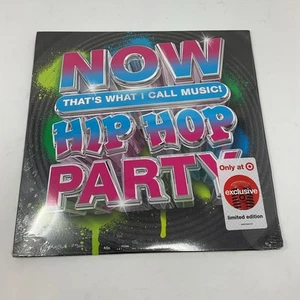 NOW
THAT'S WHAT I CALL MUSIC!
HIP HOP
PARTY
Only at
exclusive
limited edition